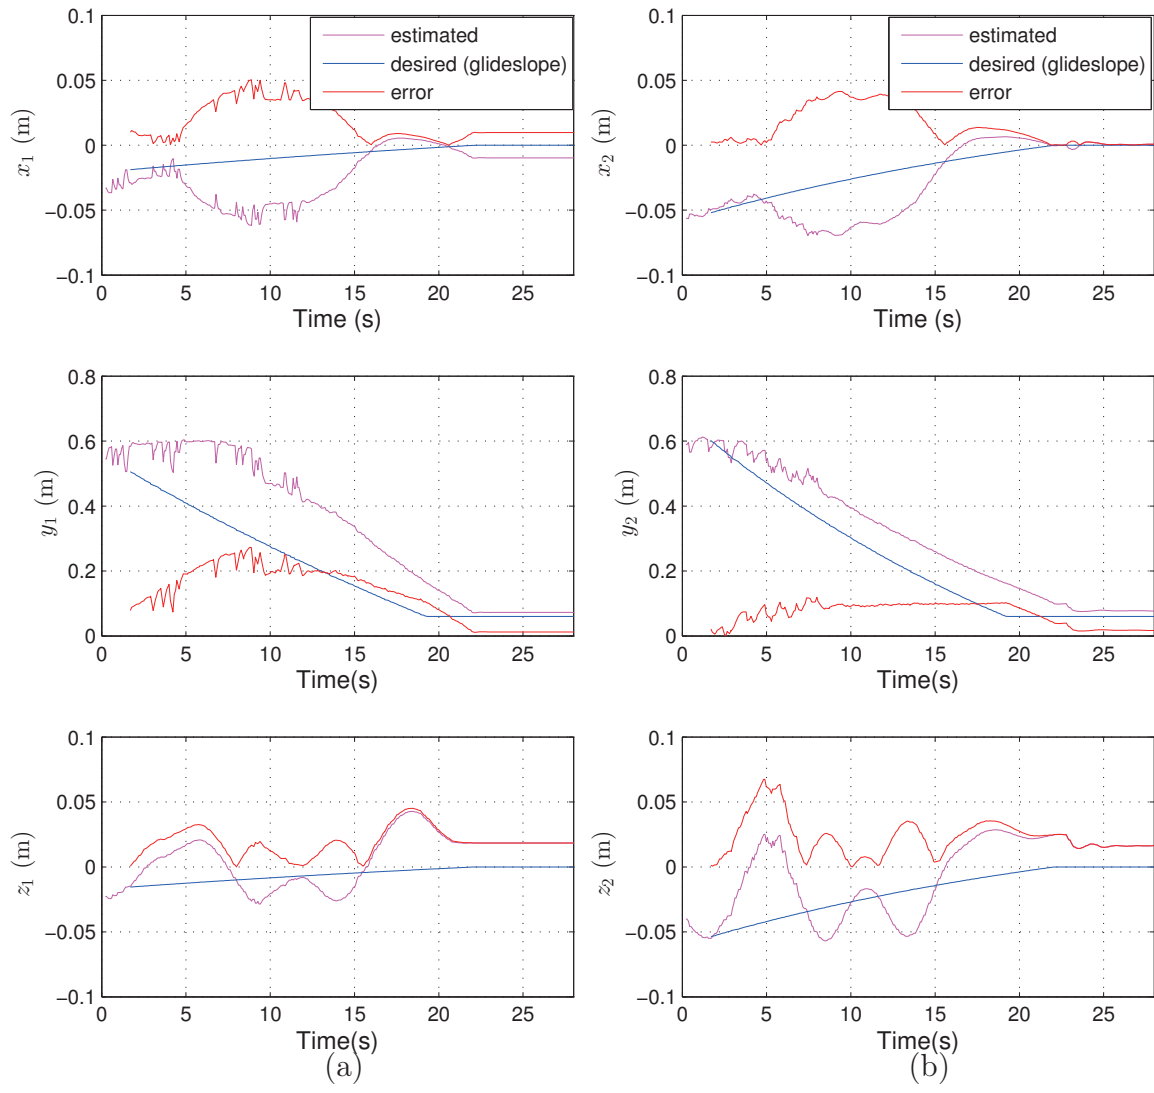 0.1
0.05
0
−0.05
−0.1
x₁ (m)
estimated
desired (glideslope)
error
0 5 10 15 20 25
Time (s)
0.1
0.05
0
−0.05
−0.1
x₂ (m)
estimated
desired (glideslope)
error
0 5 10 15 20 25
Time (s)
0.8
0.6
0.4
0.2
0
y₁ (m)
0 5 10 15 20 25
Time(s)
0.8
0.6
0.4
0.2
0
y₂ (m)
0 5 10 15 20 25
Time(s)
0.1
0.05
0
−0.05
−0.1
z₁ (m)
0 5 10 15 20 25
Time(s)
(a)
0.1
0.05
0
−0.05
−0.1
z₂ (m)
0 5 10 15 20 25
Time(s)
(b)